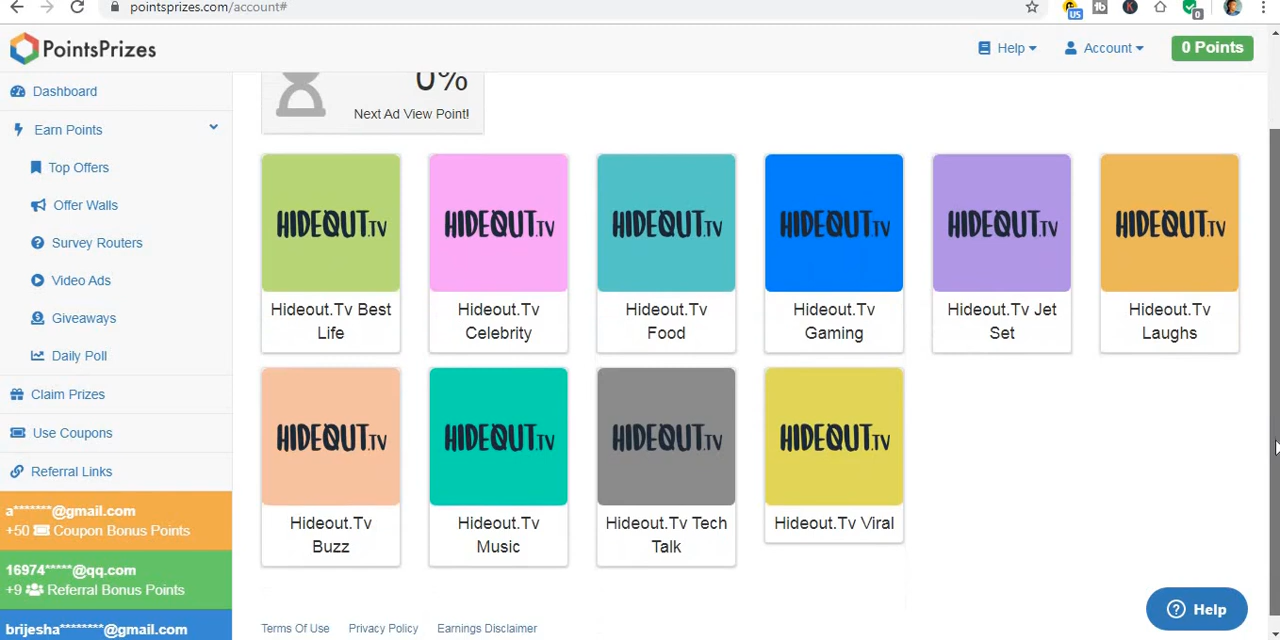 pointsprizes.com/account#
US
tb
K
0
PointsPrizes
Help
Account
0 Points
Dashboard
Earn Points
Top Offers
Offer Walls
Survey Routers
Video Ads
Giveaways
Daily Poll
Claim Prizes
Use Coupons
Referral Links
a*******@gmail.com
+50 Coupon Bonus Points
16974*****@qq.com
+9 Referral Bonus Points
brijesha********@gmail.com
0%
Next Ad View Point!
HIDEOUT.TV
HIDEOUT.TV
HIDEOUT.TV
HIDEOUT.TV
HIDEOUT.TV
HIDEOUT.TV
Hideout.Tv Best
Life
Hideout.Tv
Celebrity
Hideout.Tv
Food
Hideout.Tv
Gaming
Hideout.Tv Jet
Set
Hideout.Tv
Laughs
HIDEOUT.TV
HIDEOUT.TV
HIDEOUT.TV
HIDEOUT.TV
Hideout.Tv
Buzz
Hideout.Tv
Music
Hideout.Tv Tech
Talk
Hideout.Tv Viral
Terms Of Use
Privacy Policy
Earnings Disclaimer
Help